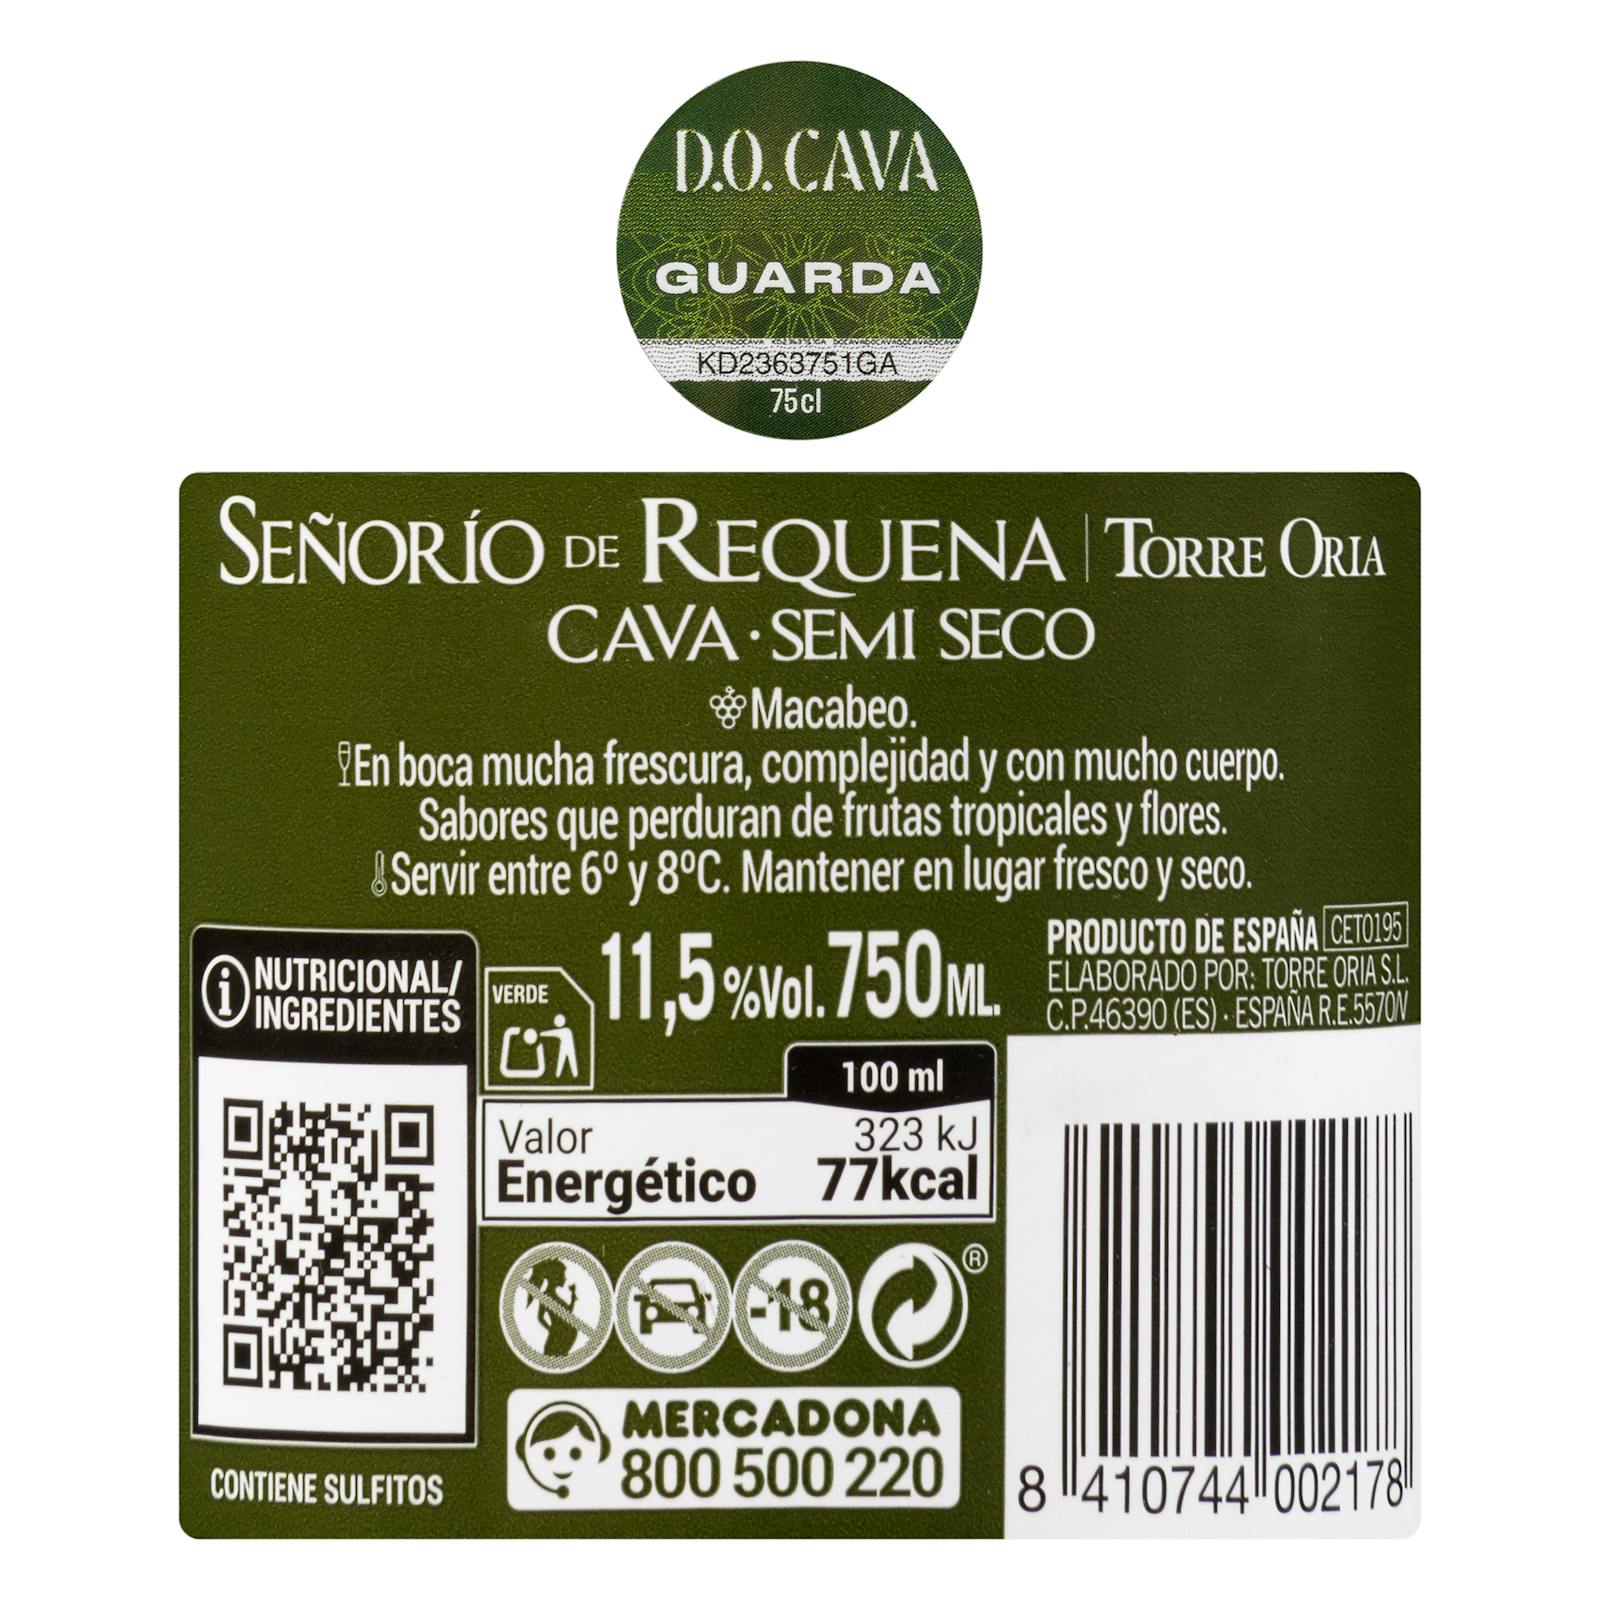 D.O. CAVA
GUARDA
KD2363751GA
75cl
SEÑORÍO DE REQUENA | TORRE ORIA
CAVA · SEMI SECO
Macabeo.
En boca mucha frescura, complejidad y con mucho cuerpo.
Sabores que perduran de frutas tropicales y flores.
Servir entre 6º y 8ºC. Mantener en lugar fresco y seco.
NUTRICIONAL/
INGREDIENTES
CONTIENE SULFITOS
VERDE
11,5 %Vol. 750 ML.
100 ml
Valor 323 kJ
Energético 77kcal
-18
®
MERCADONA
800 500 220
PRODUCTO DE ESPAÑA CET0195
ELABORADO POR: TORRE ORIA S.L.
C.P.46390 (ES) · ESPAÑA R.E.5570/V
8 410744 002178